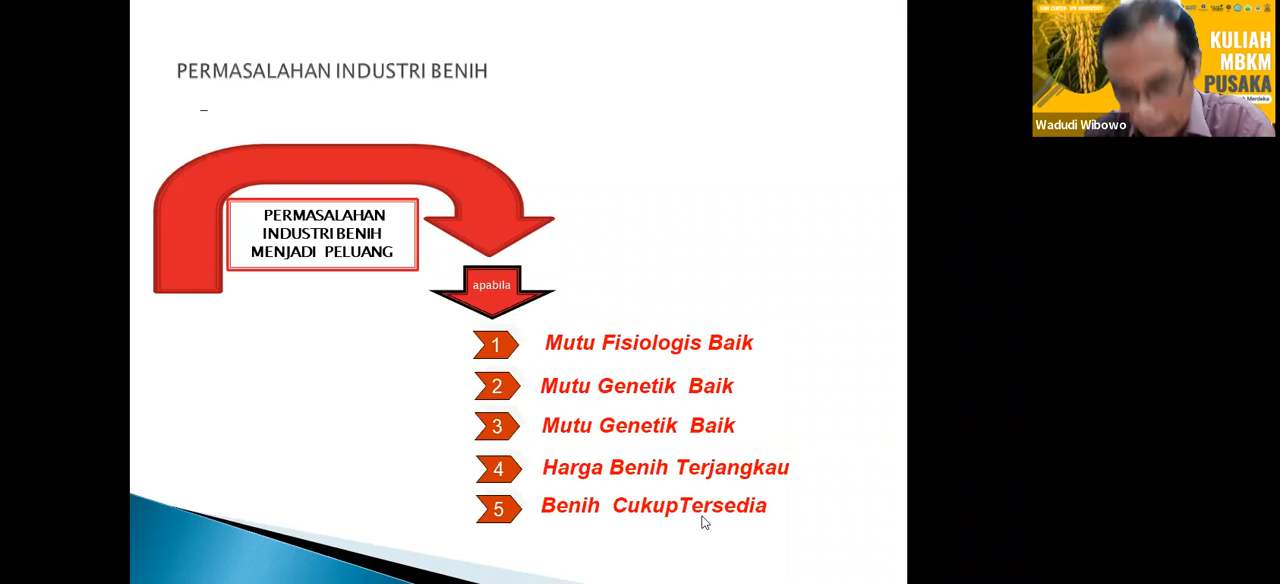 PERMASALAHAN INDUSTRI BENIH
–
PERMASALAHAN
INDUSTRI BENIH
MENJADI PELUANG
apabila
1 Mutu Fisiologis Baik
2 Mutu Genetik Baik
3 Mutu Genetik Baik
4 Harga Benih Terjangkau
5 Benih CukupTersedia
KULIAH
MBKM
PUSAKA
Merdeka
Wadudi Wibowo